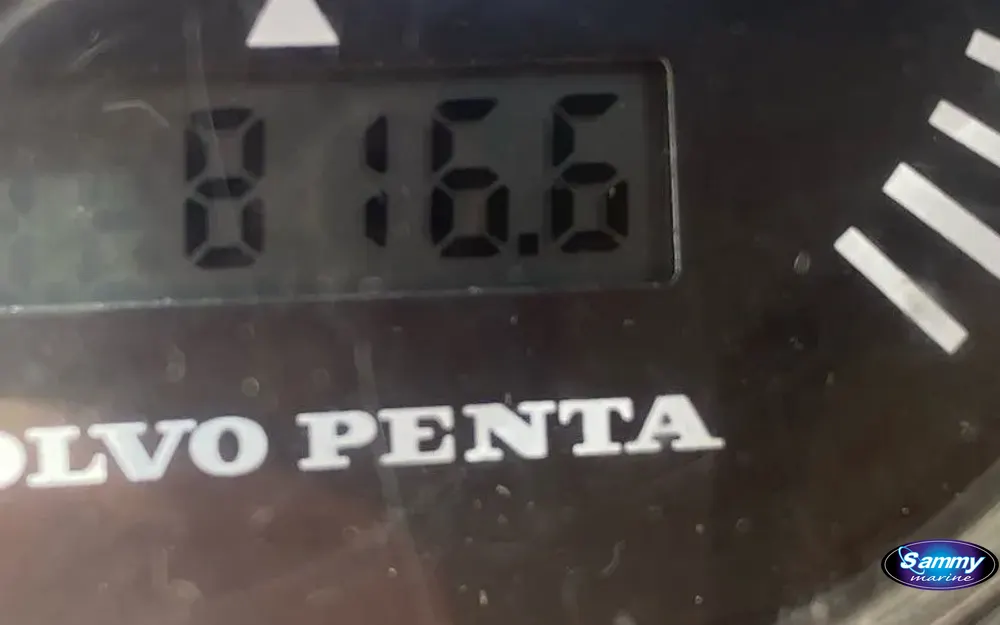 816.6
OLVO PENTA
Sammy
marine